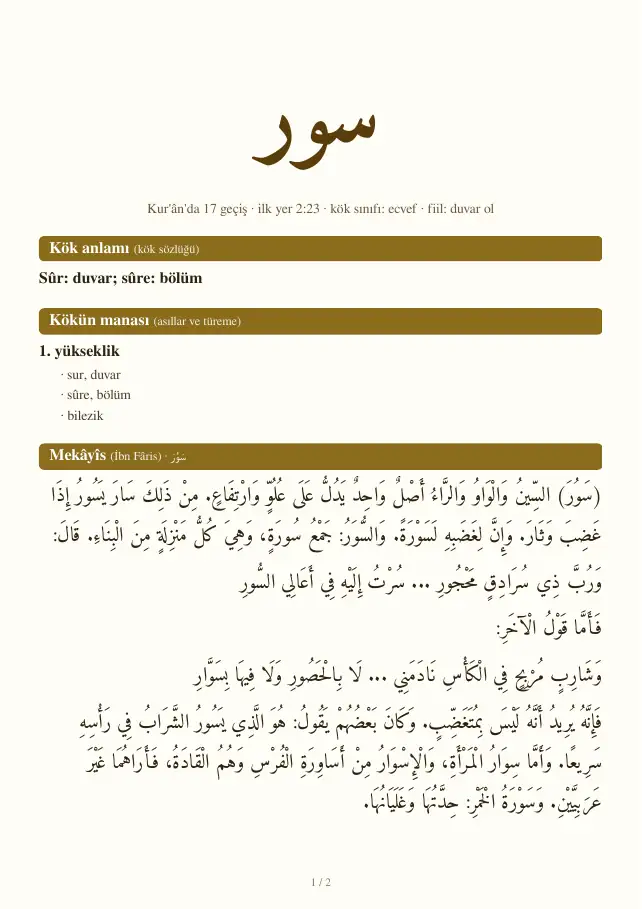 سور
Kur'ân'da 17 geçiş · ilk yer 2:23 · kök sınıfı: ecvef · fiil: duvar ol
Kök anlamı (kök sözlüğü)
Sûr: duvar; sûre: bölüm
Kökün manası (asıllar ve türeme)
1. yükseklik
· sur, duvar
· sûre, bölüm
· bilezik
Mekâyîs (İbn Fâris) · سَوُرَ
(سَوُرَ) السِّينُ وَالْوَاوُ وَالرَّاءُ أَصْلٌ وَاحِدٌ يَدُلُّ عَلَى عُلُوٍّ وَارْتِفَاعٍ. مِنْ ذَلِكَ سَارَ يَسُورُ إِذَا
غَضِبَ وَثَارَ. وَإِنَّ لِغَضَبِهِ لَسَوْرَةً. وَالسُّوَرُ: جَمْعُ سُورَةٍ، وَهِيَ كُلُّ مَنْزِلَةٍ مِنَ الْبِنَاءِ. قَالَ:
وَرُبَّ ذِي سُرَادِقٍ مَحْجُورِ ... سُرْتُ إِلَيْهِ فِي أَعَالِي السُّورِ
فَأَمَّا قَوْلُ الْآخَرِ:
وَشَارِبٍ مُرْبِحٍ فِي الْكَأْسِ نَادَمَنِي ... لَا بِالْحَصُورِ وَلَا فِيهَا بِسَوَّارِ
فَإِنَّهُ يُرِيدُ أَنَّهُ لَيْسَ بِمُتَغَضِّبٍ. وَكَانَ بَعْضُهُمْ يَقُولُ: هُوَ الَّذِي يَسُورُ الشَّرَابُ فِي رَأْسِهِ
سَرِيعًا. وَأَمَّا سِوَارُ الْمَرْأَةِ، وَالْإِسْوَارُ مِنْ أَسَاوِرَةِ الْفُرْسِ وَهُمُ الْقَادَةُ، فَأَرَاهُمَا غَيْرَ
عَرَبِيَّيْنِ. وَسَوْرَةُ الْخَمْرِ: حِدَّتُهَا وَغَلَيَانُهَا.
1 / 2